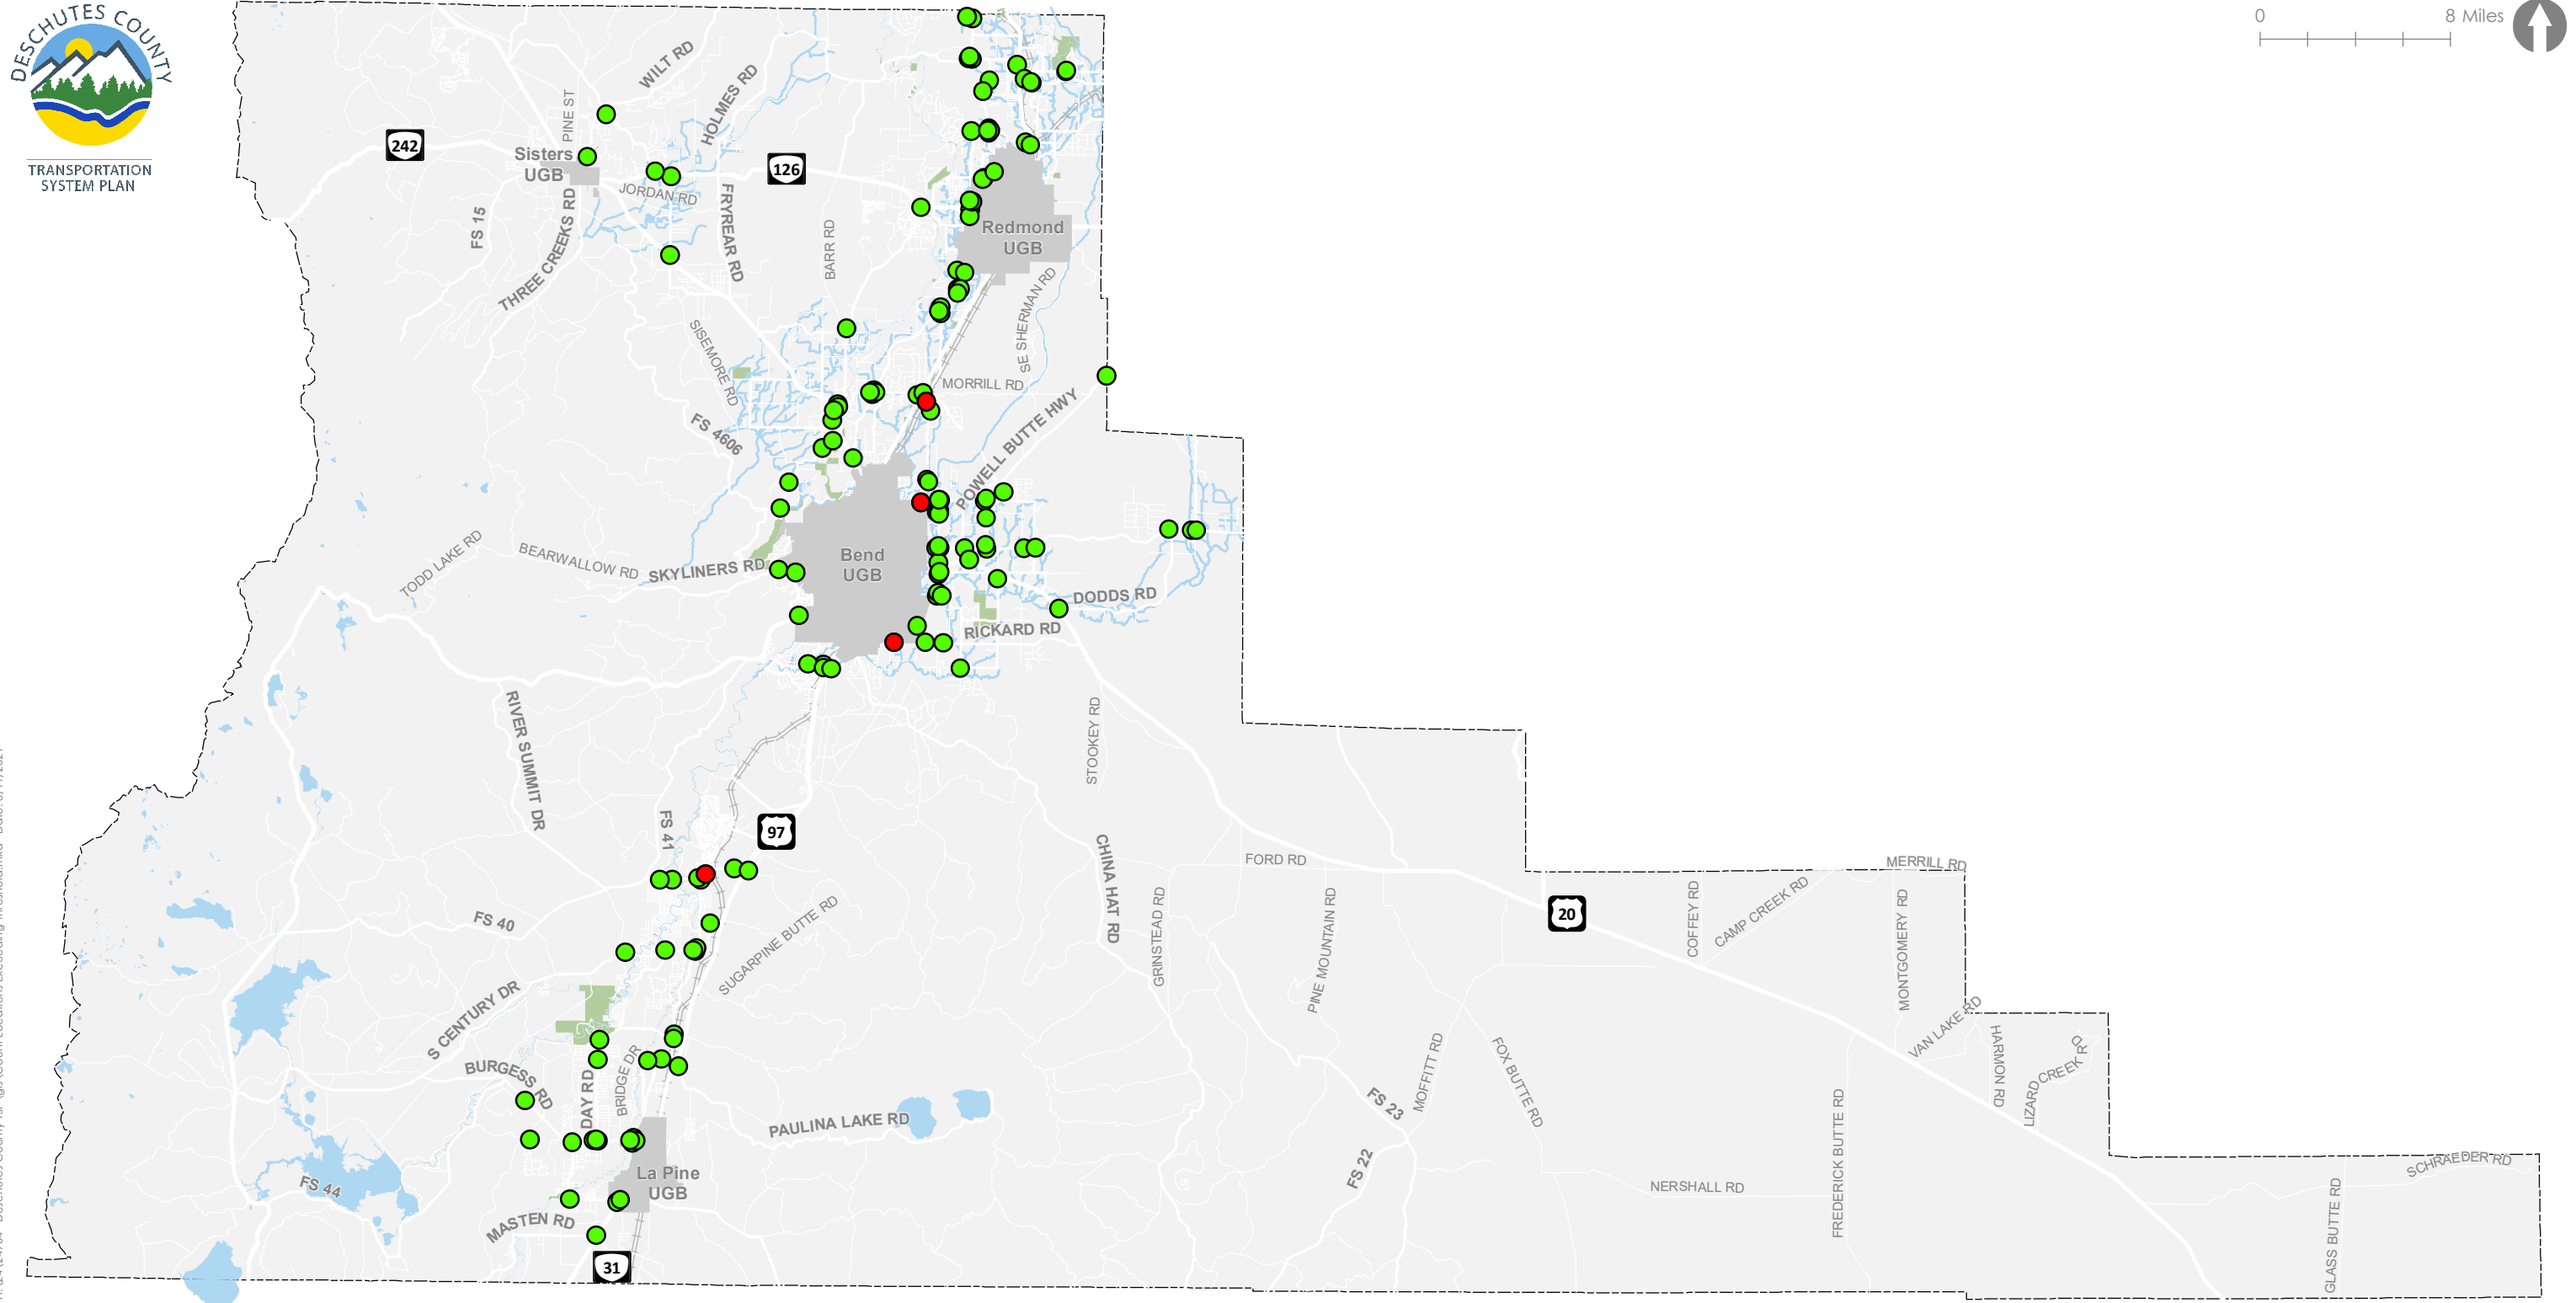 DESCHUTES COUNTY
TRANSPORTATION
SYSTEM PLAN
0
8 Miles
WILT RD
HOLMES RD
PINE ST
242
Sisters
UGB
126
JORDAN RD
FRYREAR RD
FS 15
THREE CREEKS RD
BARR RD
Redmond
UGB
SE SHERMAN RD
SISEMORE RD
MORRILL RD
FS 4606
POWELL BUTTE HWY
TODD LAKE RD
BEARWALLOW RD
SKYLINERS RD
Bend
UGB
DODDS RD
RICKARD RD
RIVER SUMMIT DR
STOOKEY RD
FS 41
97
CHINA HAT RD
FORD RD
MERRILL RD
FS 40
SUGARPINE BUTTE RD
GRINSTEAD RD
PINE MOUNTAIN RD
20
COFFEY RD
CAMP CREEK RD
MONTGOMERY RD
S CENTURY DR
VAN LAKE RD
HARMON RD
LIZARD CREEK RD
BURGESS RD
DAY RD
BRIDGE DR
MOFFITT RD
FOX BUTTE RD
FS 23
FREDERICK BUTTE RD
PAULINA LAKE RD
FS 22
La Pine
UGB
FS 44
MASTEN RD
NERSHALL RD
SCHRAEDER RD
GLASS BUTTE RD
31